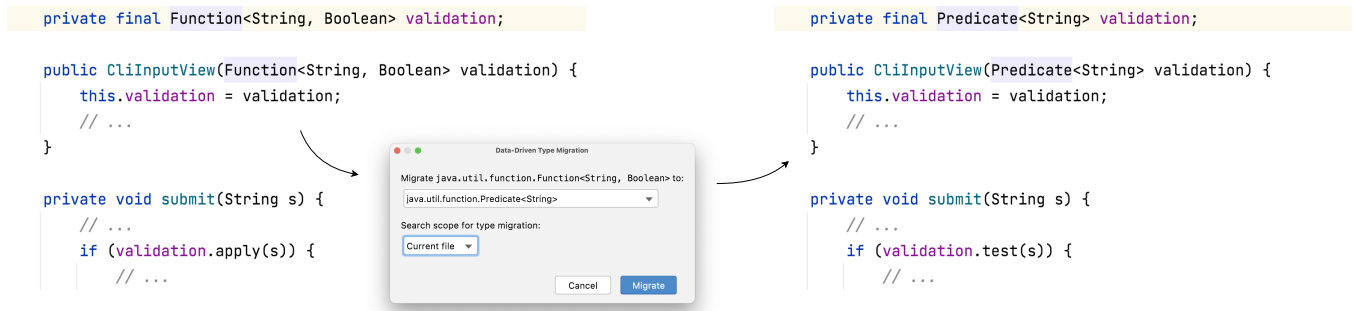 private final Function<String, Boolean> validation;
public CliInputView(Function<String, Boolean> validation) {
this.validation = validation;
// ...
}
private void submit(String s) {
// ...
if (validation.apply(s)) {
// ...
Data-Driven Type Migration
Migrate java.util.function.Function<String, Boolean> to:
java.util.function.Predicate<String>
Search scope for type migration:
Current file
Cancel
Migrate
private final Predicate<String> validation;
public CliInputView(Predicate<String> validation) {
this.validation = validation;
// ...
}
private void submit(String s) {
// ...
if (validation.test(s)) {
// ...